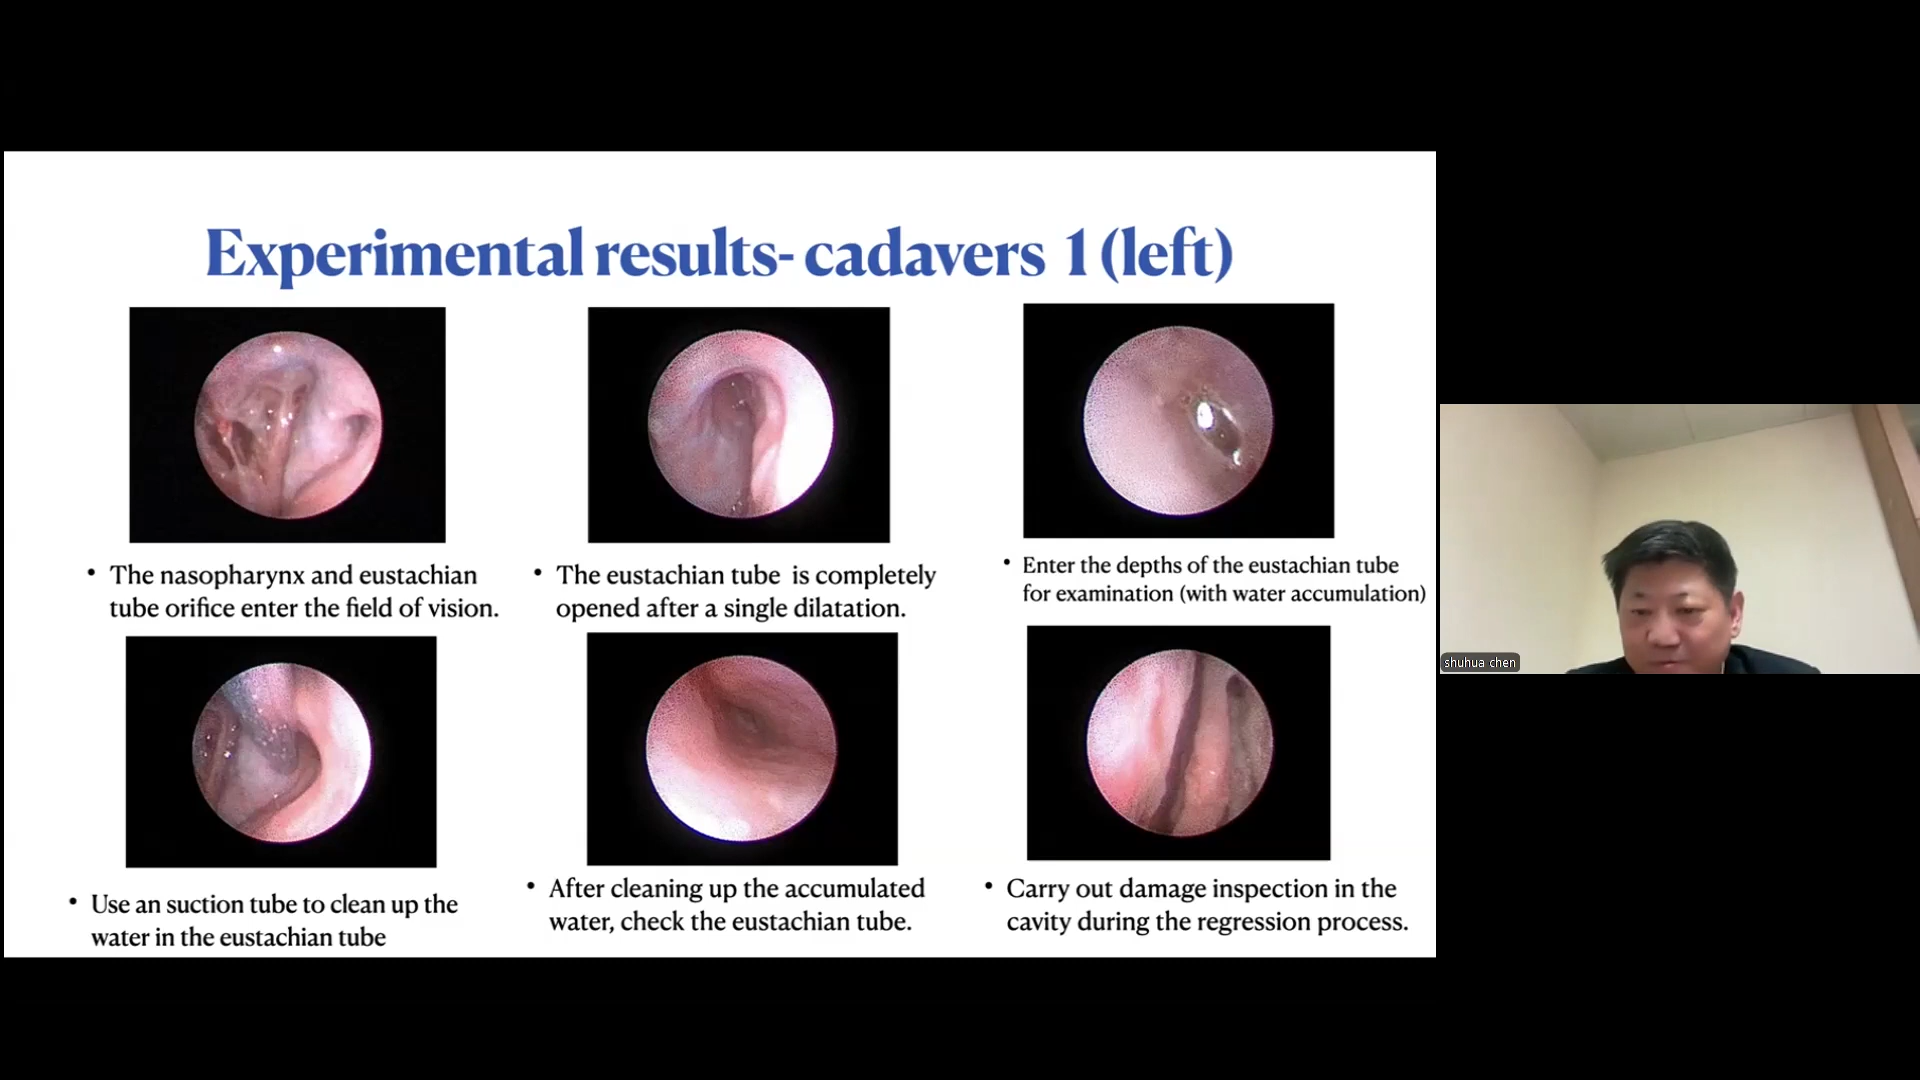 Experimental results- cadavers 1 (left)
• The nasopharynx and eustachian
tube orifice enter the field of vision.
• The eustachian tube is completely
opened after a single dilatation.
• Enter the depths of the eustachian tube
for examination (with water accumulation)
• Use an suction tube to clean up the
water in the eustachian tube
• After cleaning up the accumulated
water, check the eustachian tube.
• Carry out damage inspection in the
cavity during the regression process.
shuhua chen